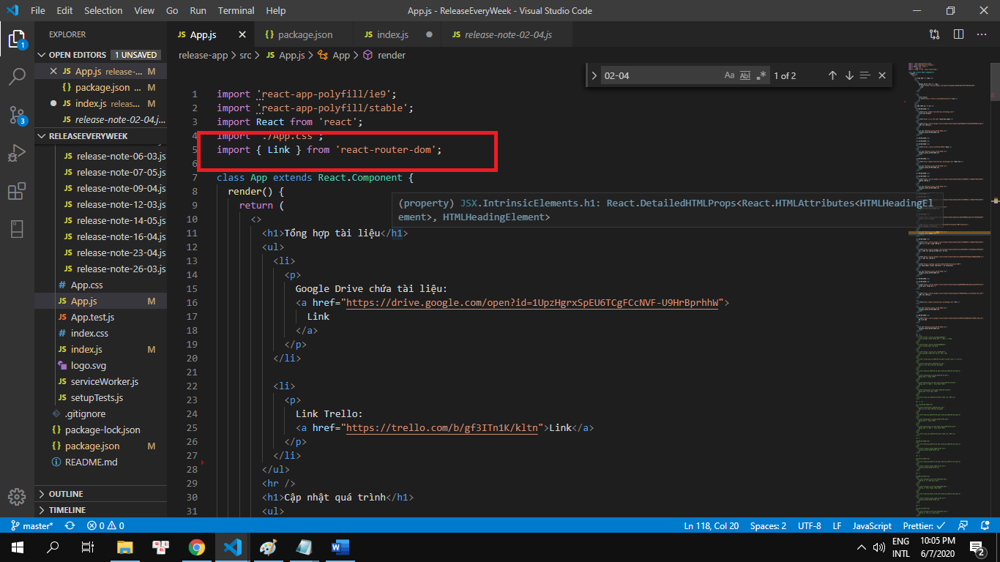 File Edit Selection View Go Run Terminal Help
App.js - ReleaseEveryWeek - Visual Studio Code
EXPLORER
OPEN EDITORS 1 UNSAVED
App.js release-... M
package.json ... M
index.js releas... M
release-note-02-04.j...
RELEASEEVERYWEEK
release-note-06-03.js
release-note-07-05.js
release-note-09-04.js
release-note-12-03.js
release-note-14-05.js
release-note-16-04.js
release-note-23-04.js
release-note-26-03.js
App.css
App.js M
App.test.js
index.css
index.js M
logo.svg
serviceWorker.js
setupTests.js
.gitignore
package-lock.json
package.json M
README.md
OUTLINE
TIMELINE
JS App.js {} package.json JS index.js JS release-note-02-04.js
release-app > src > JS App.js > App > render
02-04 Aa Abl .* 1 of 2
1 import 'react-app-polyfill/ie9';
2 import 'react-app-polyfill/stable';
3 import React from 'react';
4 import './App.css';
5 import { Link } from 'react-router-dom';
6
7 class App extends React.Component {
8 render() {
9 return (
10 <>
11 <h1>Tổng hợp tài liệu</h1>
(property) JSX.IntrinsicElements.h1: React.DetailedHTMLProps<React.HTMLAttributes<HTMLHeadingEl
ement>, HTMLHeadingElement>
12 <ul>
13 <li>
14 <p>
15 Google Drive chứa tài liệu:
16 <a href="https://drive.google.com/open?id=1UpzHgrxSpEU6TCgFCcNVF-U9HrBprhhW">
17 Link
18 </a>
19 </p>
20 </li>
21
22 <li>
23 <p>
24 Link Trello:
25 <a href="https://trello.com/b/gf3ITn1K/kltn">Link</a>
26 </p>
27 </li>
28 </ul>
29 <hr />
30 <h1>Cập nhật quá trình</h1>
31 <ul>
master* 0 0 Ln 118, Col 20 Spaces: 2 UTF-8 LF JavaScript Prettier: ✓
ENG
INTL
10:05 PM
6/7/2020